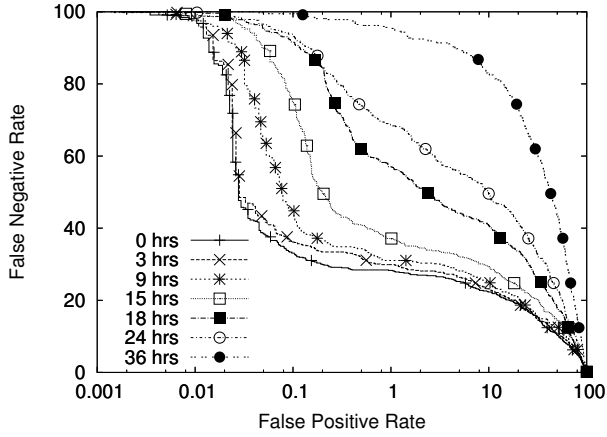 100
80
60
40
20
0
False Negative Rate
0 hrs
3 hrs
9 hrs
15 hrs
18 hrs
24 hrs
36 hrs
0.001
0.01
0.1
1
10
100
False Positive Rate